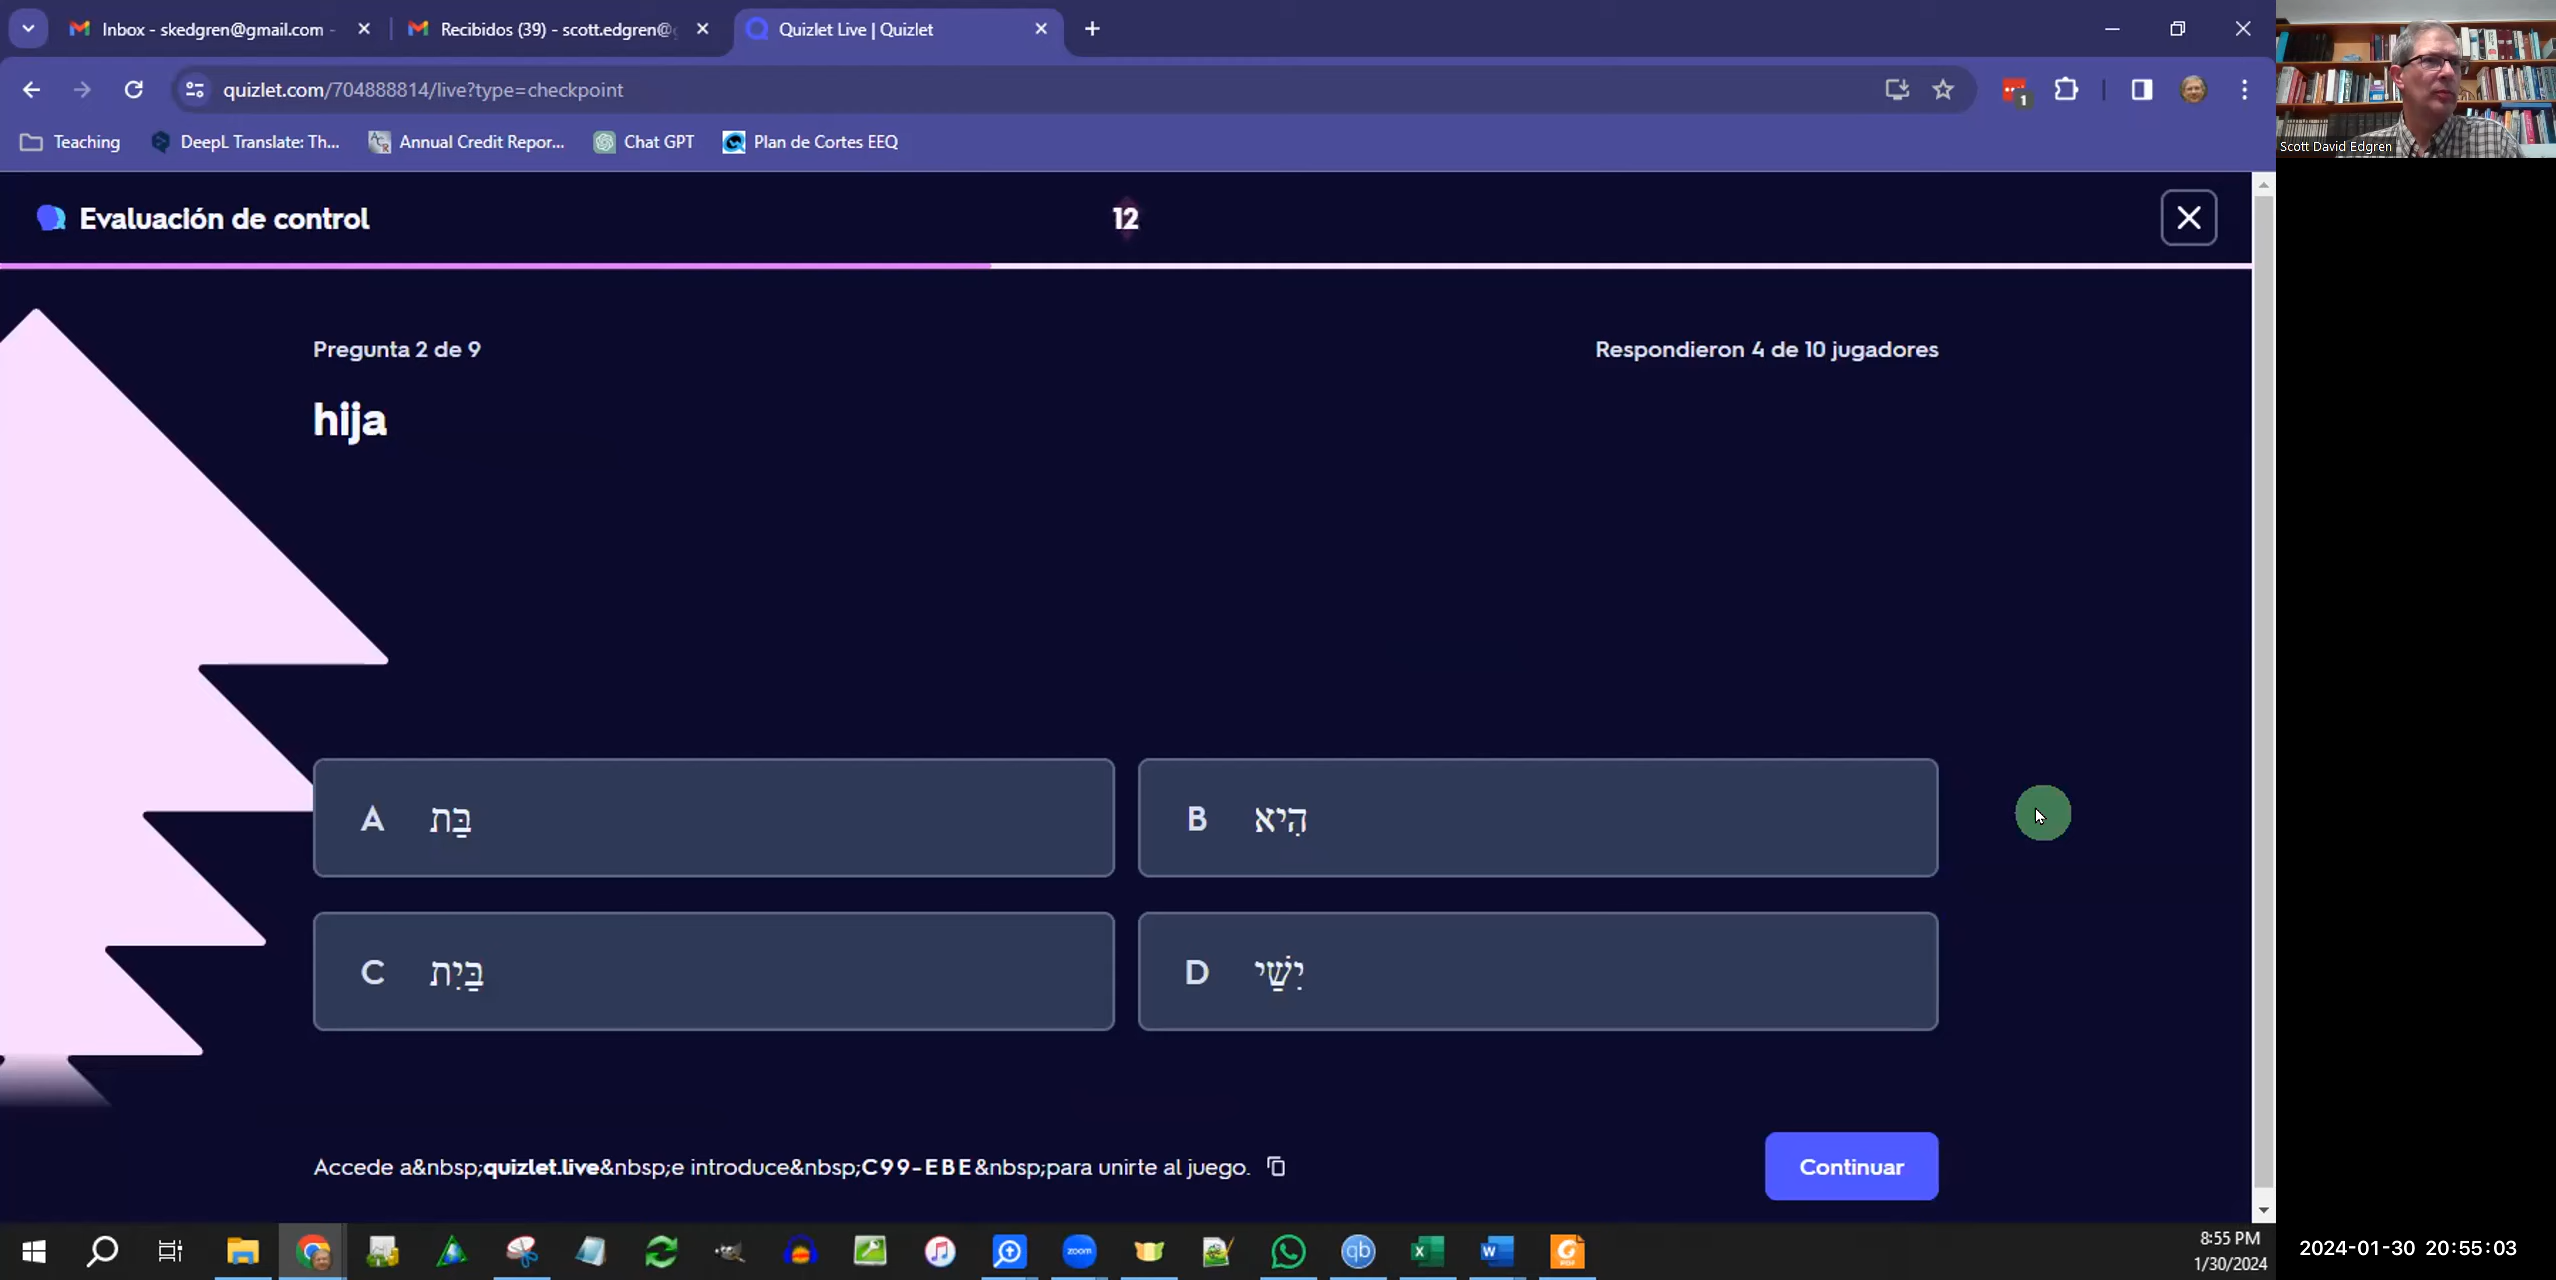 Inbox - skedgren@gmail.com -
Recibidos (39) - scott.edgren@g
Quizlet Live | Quizlet
quizlet.com/704888814/live?type=checkpoint
1
Teaching
DeepL Translate: Th...
Annual Credit Repor...
Chat GPT
Plan de Cortes EEQ
Scott David Edgren
Evaluación de control
12
Pregunta 2 de 9
Respondieron 4 de 10 jugadores
hija
A בַּת
B הִיא
C בַּיִת
D יִשַׁי
Accede a&nbsp;quizlet.live&nbsp;e introduce&nbsp;C99-EBE&nbsp;para unirte al juego.
Continuar
zoom
qb
8:55 PM
1/30/2024
2024-01-30 20:55:03